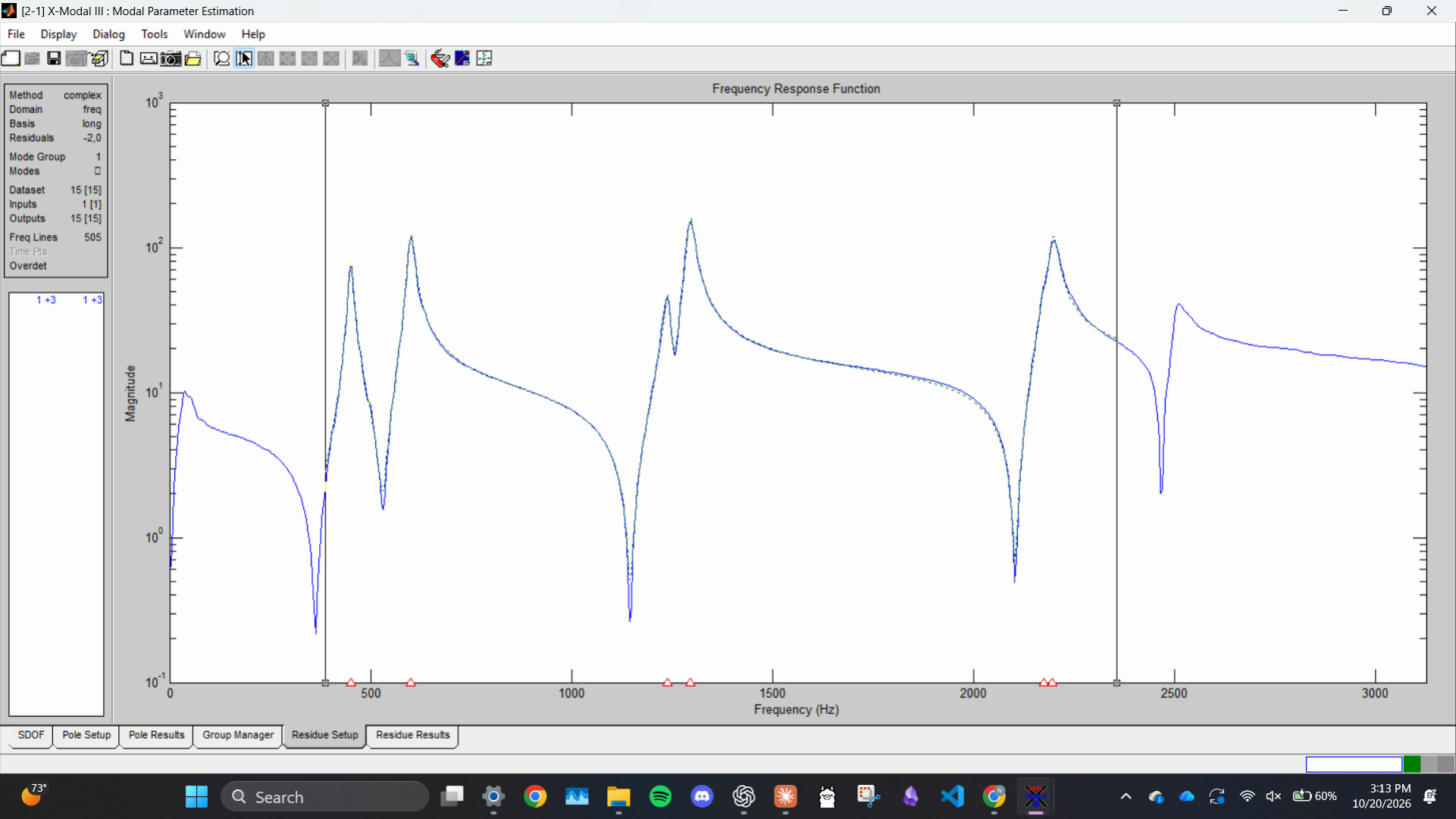 [2-1] X-Modal III : Modal Parameter Estimation
File Display Dialog Tools Window Help
Method complex
Domain freq
Basis long
Residuals -2,0
Mode Group 1
Modes
Dataset 15 [15]
Inputs 1 [1]
Outputs 15 [15]
Freq Lines 505
Time Pts
Overdet
1 +3 1 +3
Frequency Response Function
10^3
10^2
10^1
10^0
10^-1
Magnitude
0 500 1000 1500 2000 2500 3000
Frequency (Hz)
SDOF Pole Setup Pole Results Group Manager Residue Setup Residue Results
73°
Search
60%
3:13 PM
10/20/2026